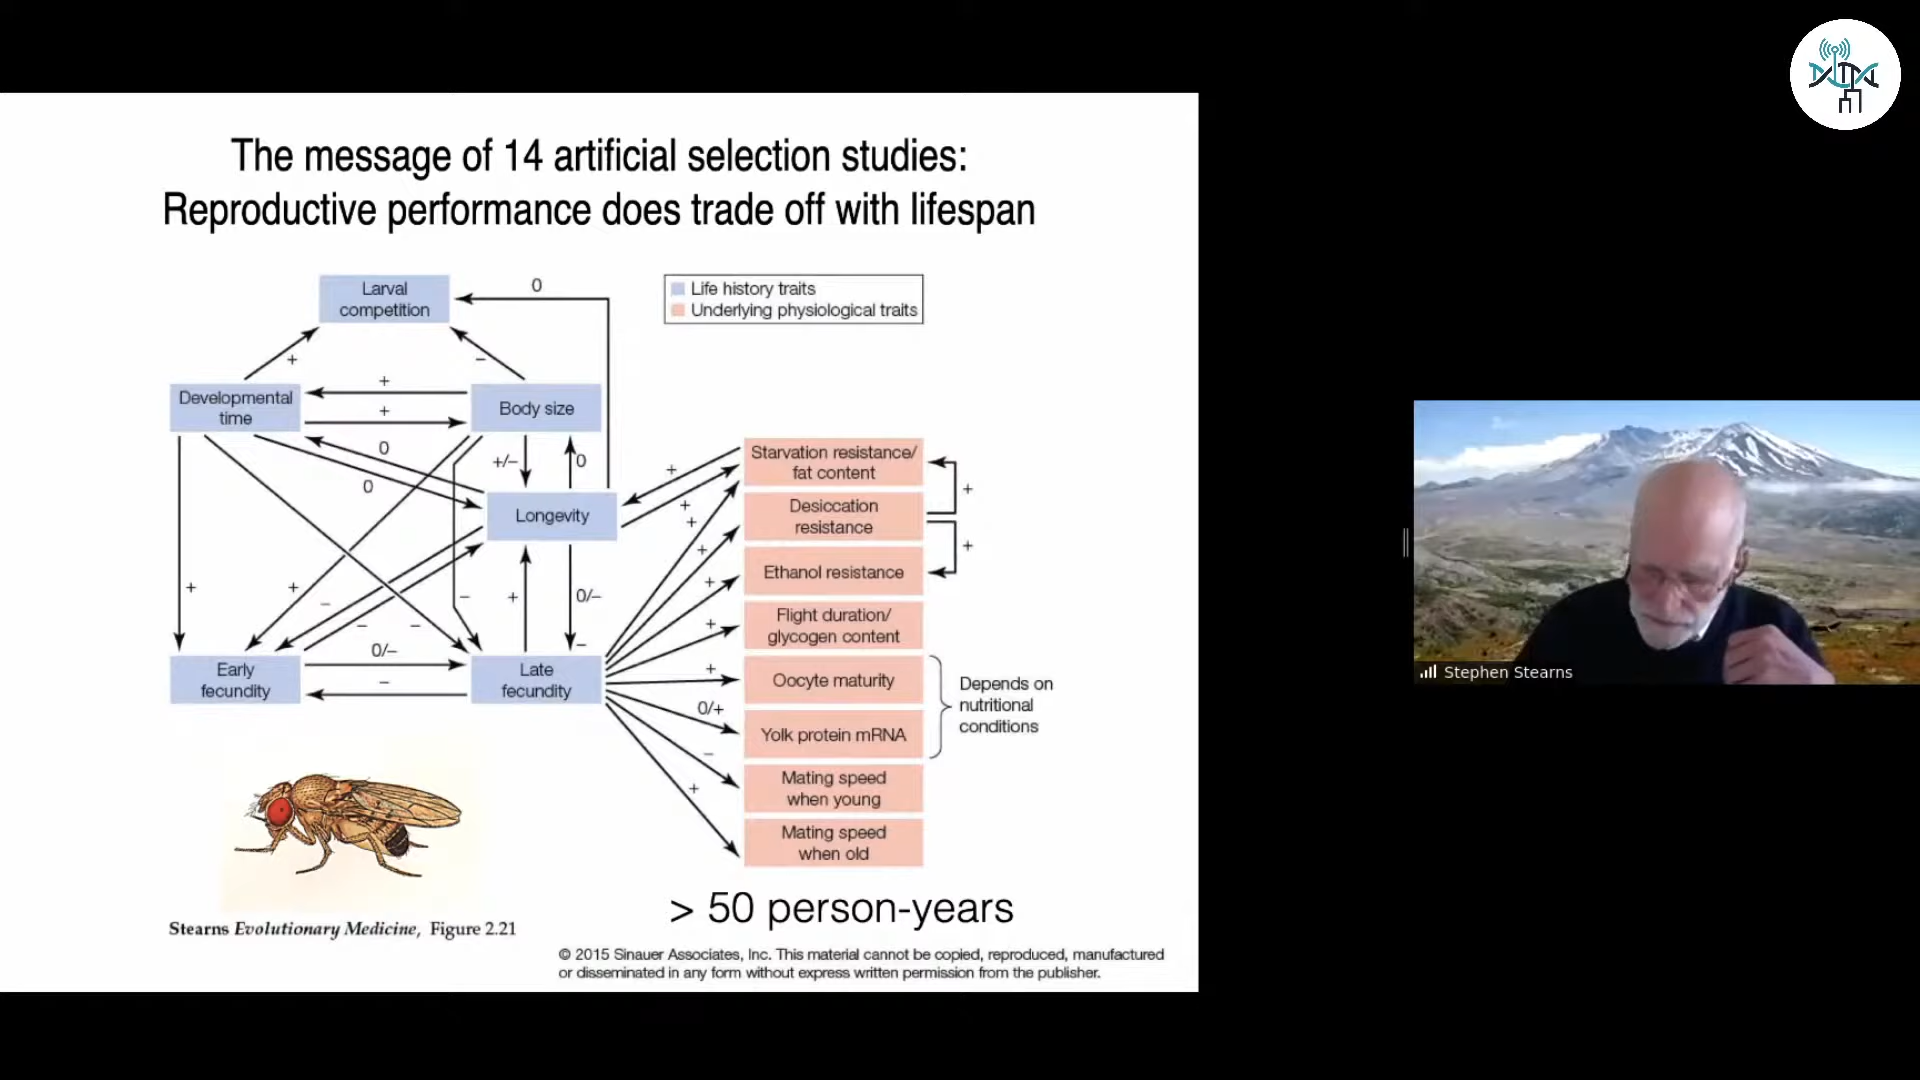 The message of 14 artificial selection studies:
Reproductive performance does trade off with lifespan
Larval
competition
0
Life history traits
Underlying physiological traits
+
–
Developmental
time
+
+
Body size
0
0
+/–
0
Longevity
+
+
+
+
+
+
+
0/+
–
+
Starvation resistance/
fat content
Desiccation
resistance
Ethanol resistance
Flight duration/
glycogen content
Oocyte maturity
Yolk protein mRNA
Mating speed
when young
Mating speed
when old
+
+
Depends on
nutritional
conditions
+
+
–
–
–
–
+
0/–
–
Early
fecundity
0/–
–
Late
fecundity
> 50 person-years
Stearns Evolutionary Medicine, Figure 2.21
© 2015 Sinauer Associates, Inc. This material cannot be copied, reproduced, manufactured
or disseminated in any form without express written permission from the publisher.
Stephen Stearns